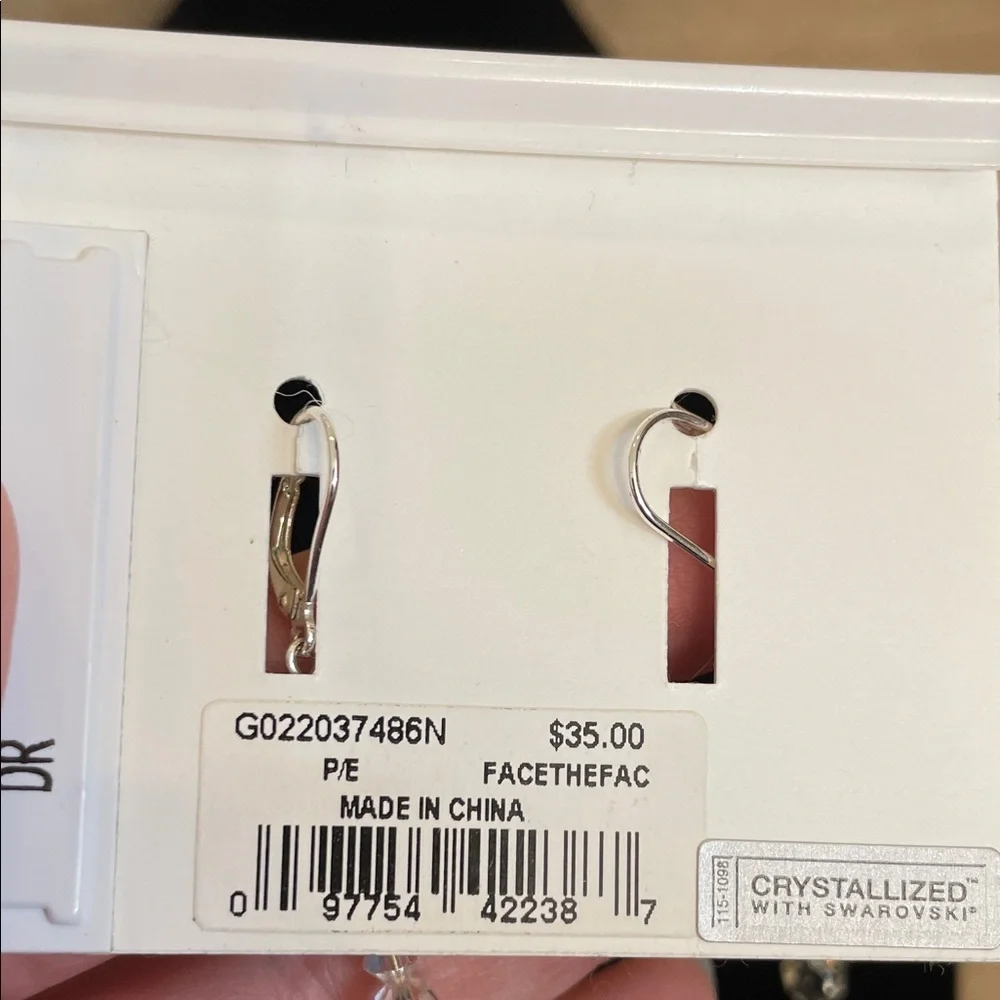 G022037486N $35.00
P/E FACETHEFAC
MADE IN CHINA
0 97754 42238 7
115-1098
CRYSTALLIZED™
WITH SWAROVSKI®
DR